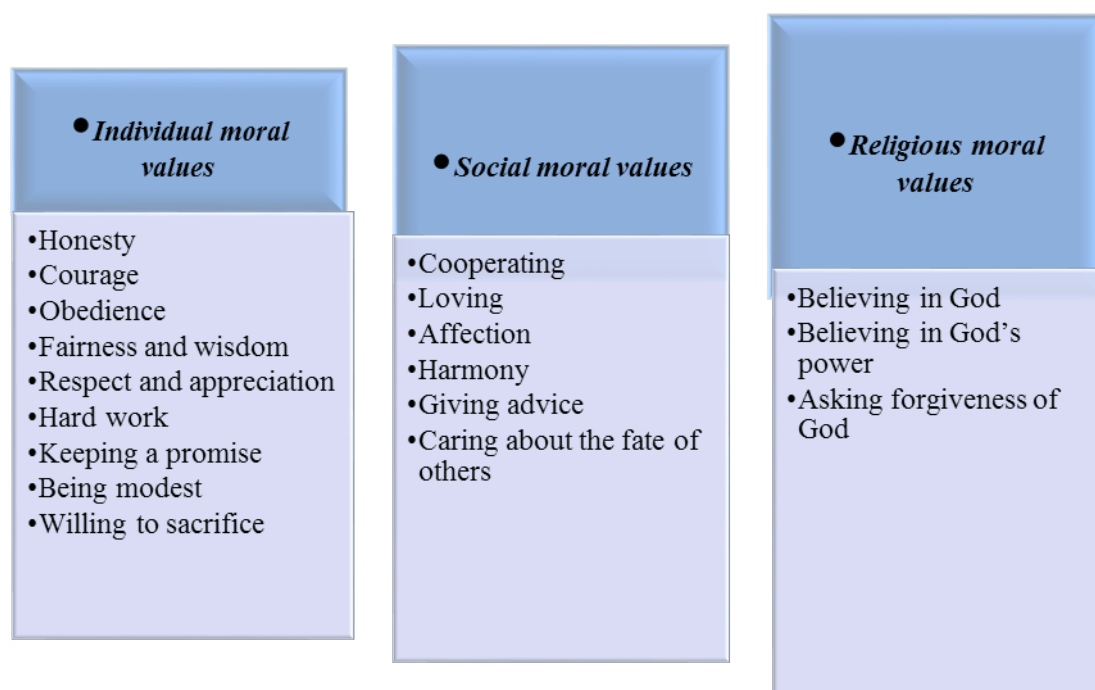 •Individual moral
values
•Honesty
•Courage
•Obedience
•Fairness and wisdom
•Respect and appreciation
•Hard work
•Keeping a promise
•Being modest
•Willing to sacrifice
•Social moral values
•Cooperating
•Loving
•Affection
•Harmony
•Giving advice
•Caring about the fate of
others
•Religious moral
values
•Believing in God
•Believing in God’s
power
•Asking forgiveness of
God